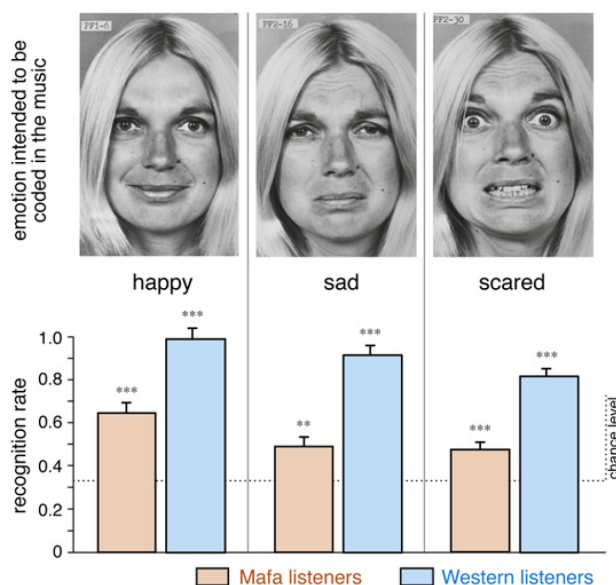 emotion intended to be
coded in the music
PF1-6
PF2-16
PF2-30
happy
sad
scared
recognition rate
1.0
0.8
0.6
0.4
0.2
0
***
***
**
***
***
***
chance level
Mafa listeners
Western listeners